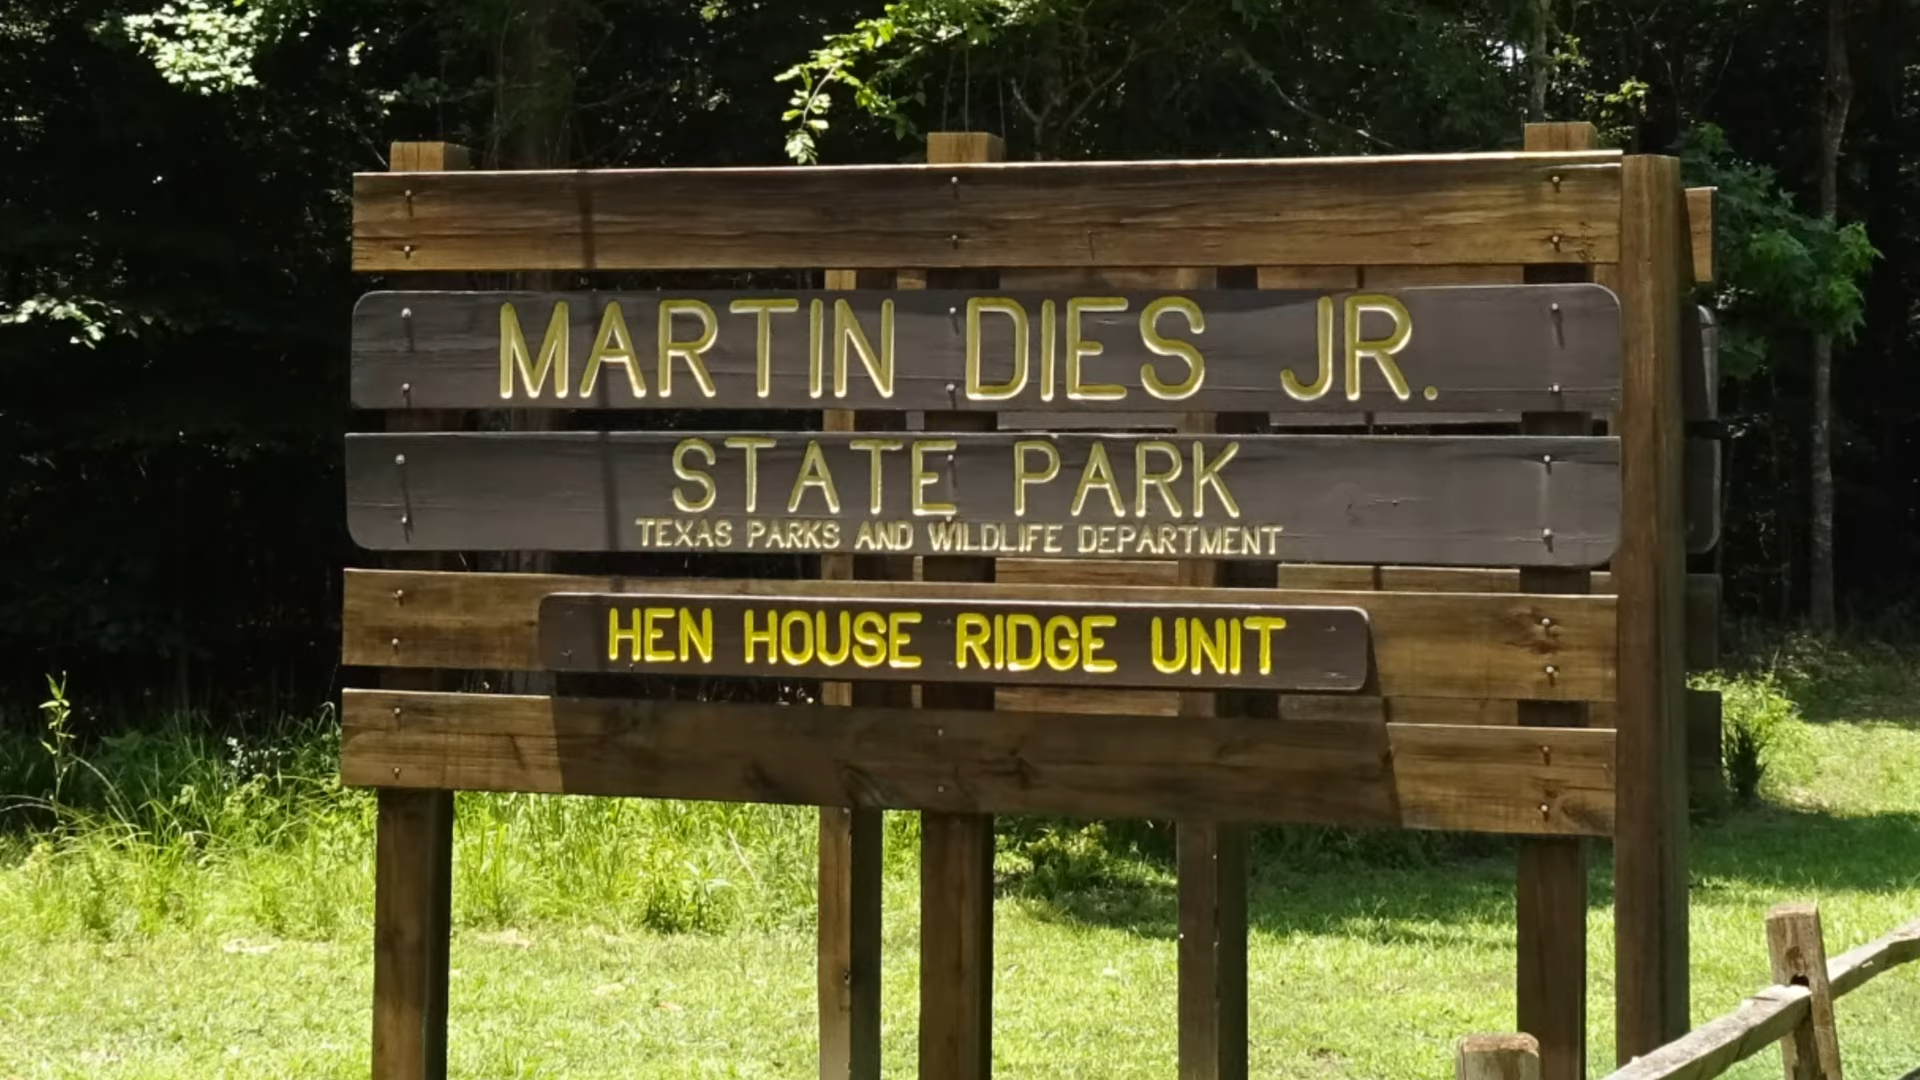 MARTIN DIES JR.
STATE PARK
TEXAS PARKS AND WILDLIFE DEPARTMENT
HEN HOUSE RIDGE UNIT